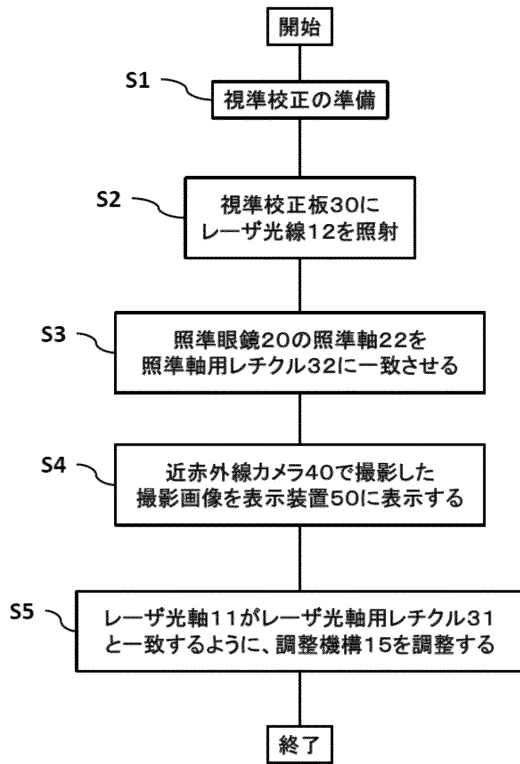 開始
S1
視準校正の準備
S2
視準校正板30に
レーザ光線12を照射
S3
照準眼鏡20の照準軸22を
照準軸用レチクル32に一致させる
S4
近赤外線カメラ40で撮影した
撮影画像を表示装置50に表示する
S5
レーザ光軸11がレーザ光軸用レチクル31
と一致するように、調整機構15を調整する
終了